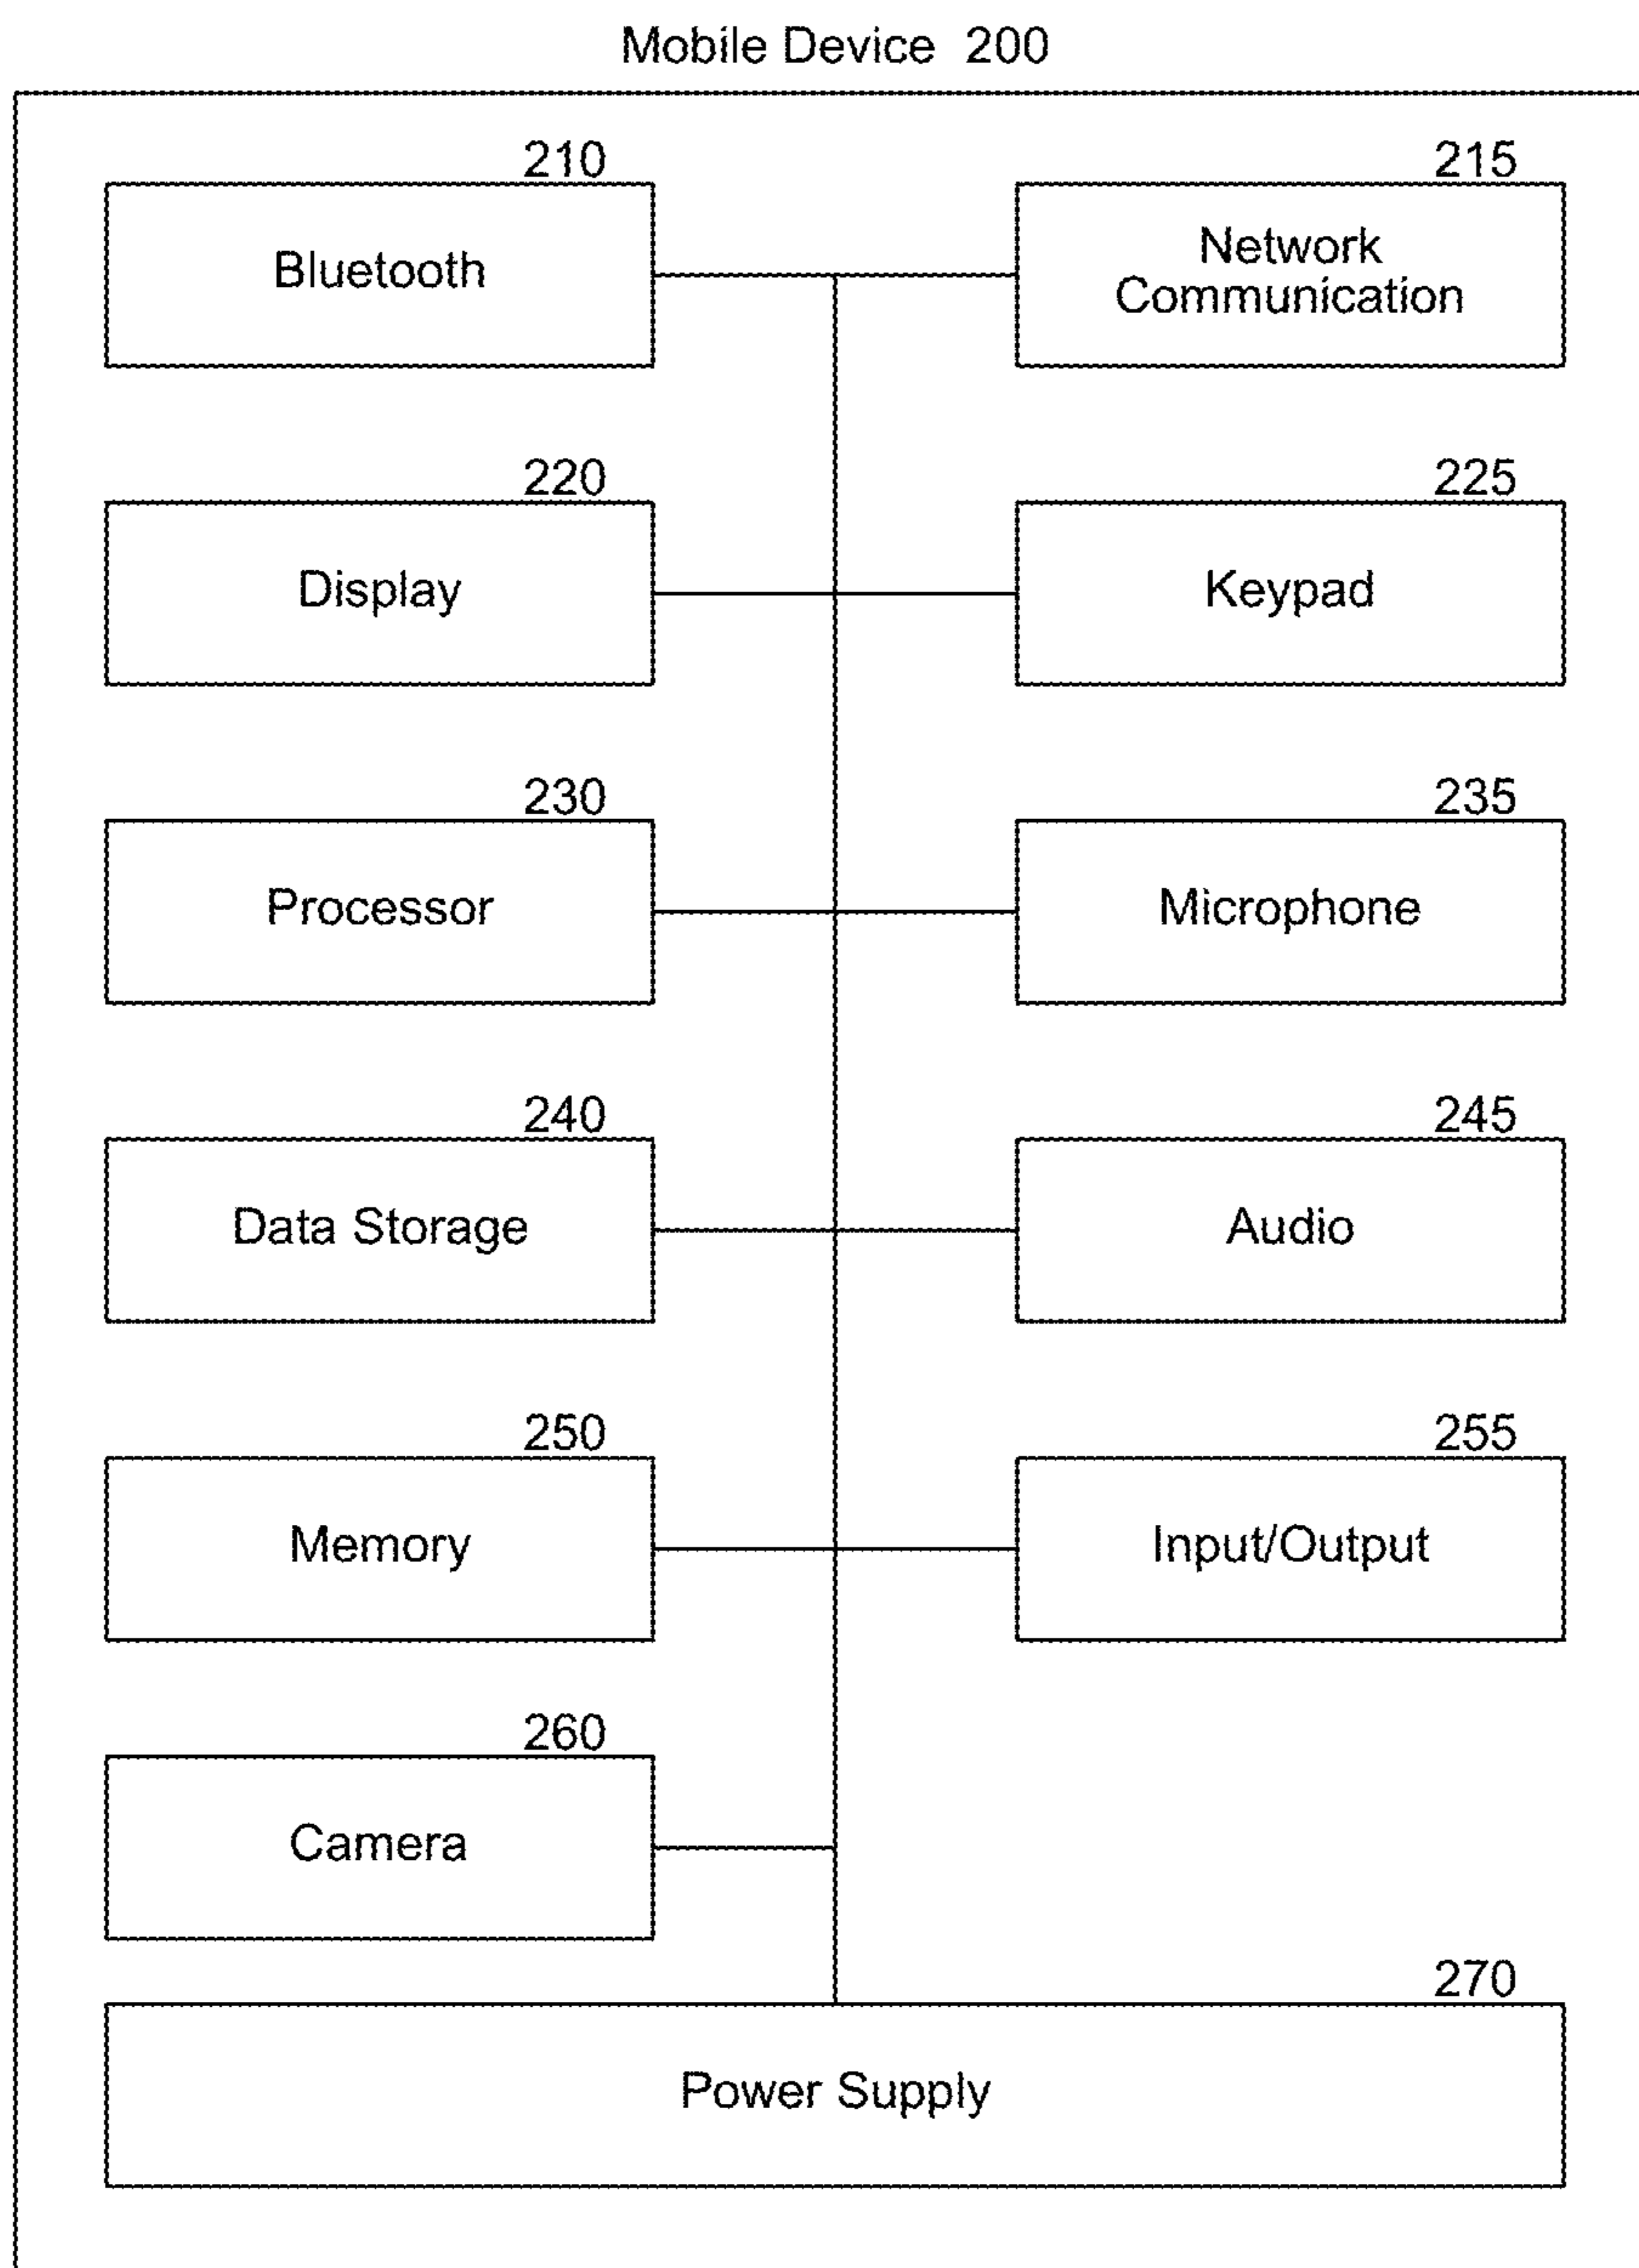 Mobile Device 200
210
Bluetooth
215
Network
Communication
220
Display
225
Keypad
230
Processor
235
Microphone
240
Data Storage
245
Audio
250
Memory
255
Input/Output
260
Camera
270
Power Supply